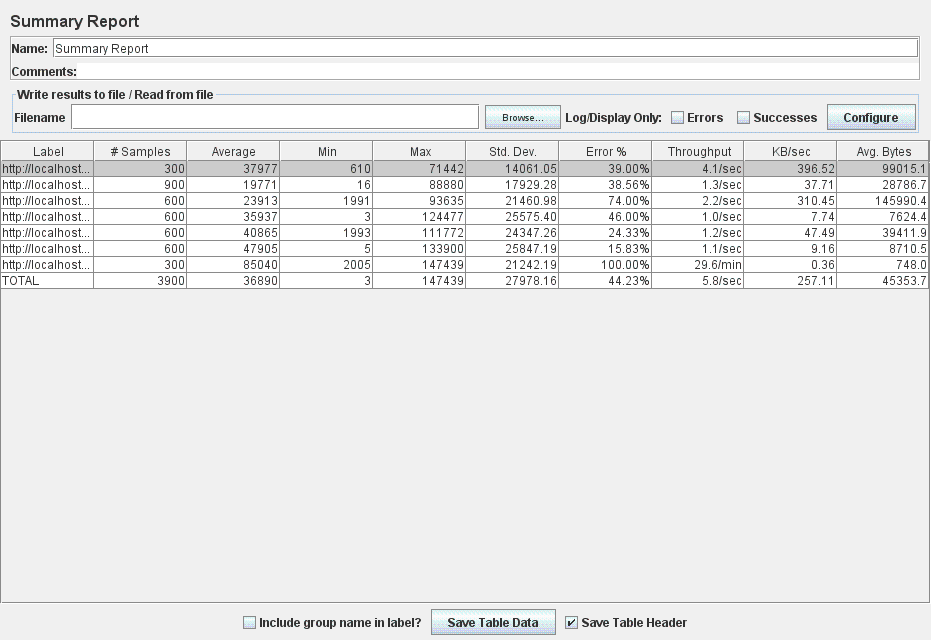 Summary Report
Name: Summary Report
Comments:
Write results to file / Read from file
Filename Browse... Log/Display Only: Errors Successes Configure
Label # Samples Average Min Max Std. Dev. Error % Throughput KB/sec Avg. Bytes
http://localhost... 300 37977 610 71442 14061.05 39.00% 4.1/sec 396.52 99015.1
http://localhost... 900 19771 16 88880 17929.28 38.56% 1.3/sec 37.71 28786.7
http://localhost... 600 23913 1991 93635 21460.98 74.00% 2.2/sec 310.45 145990.4
http://localhost... 600 35937 3 124477 25575.40 46.00% 1.0/sec 7.74 7624.4
http://localhost... 600 40865 1993 111772 24347.26 24.33% 1.2/sec 47.49 39411.9
http://localhost... 600 47905 5 133900 25847.19 15.83% 1.1/sec 9.16 8710.5
http://localhost... 300 85040 2005 147439 21242.19 100.00% 29.6/min 0.36 748.0
TOTAL 3900 36890 3 147439 27978.16 44.23% 5.8/sec 257.11 45353.7
Include group name in label? Save Table Data Save Table Header